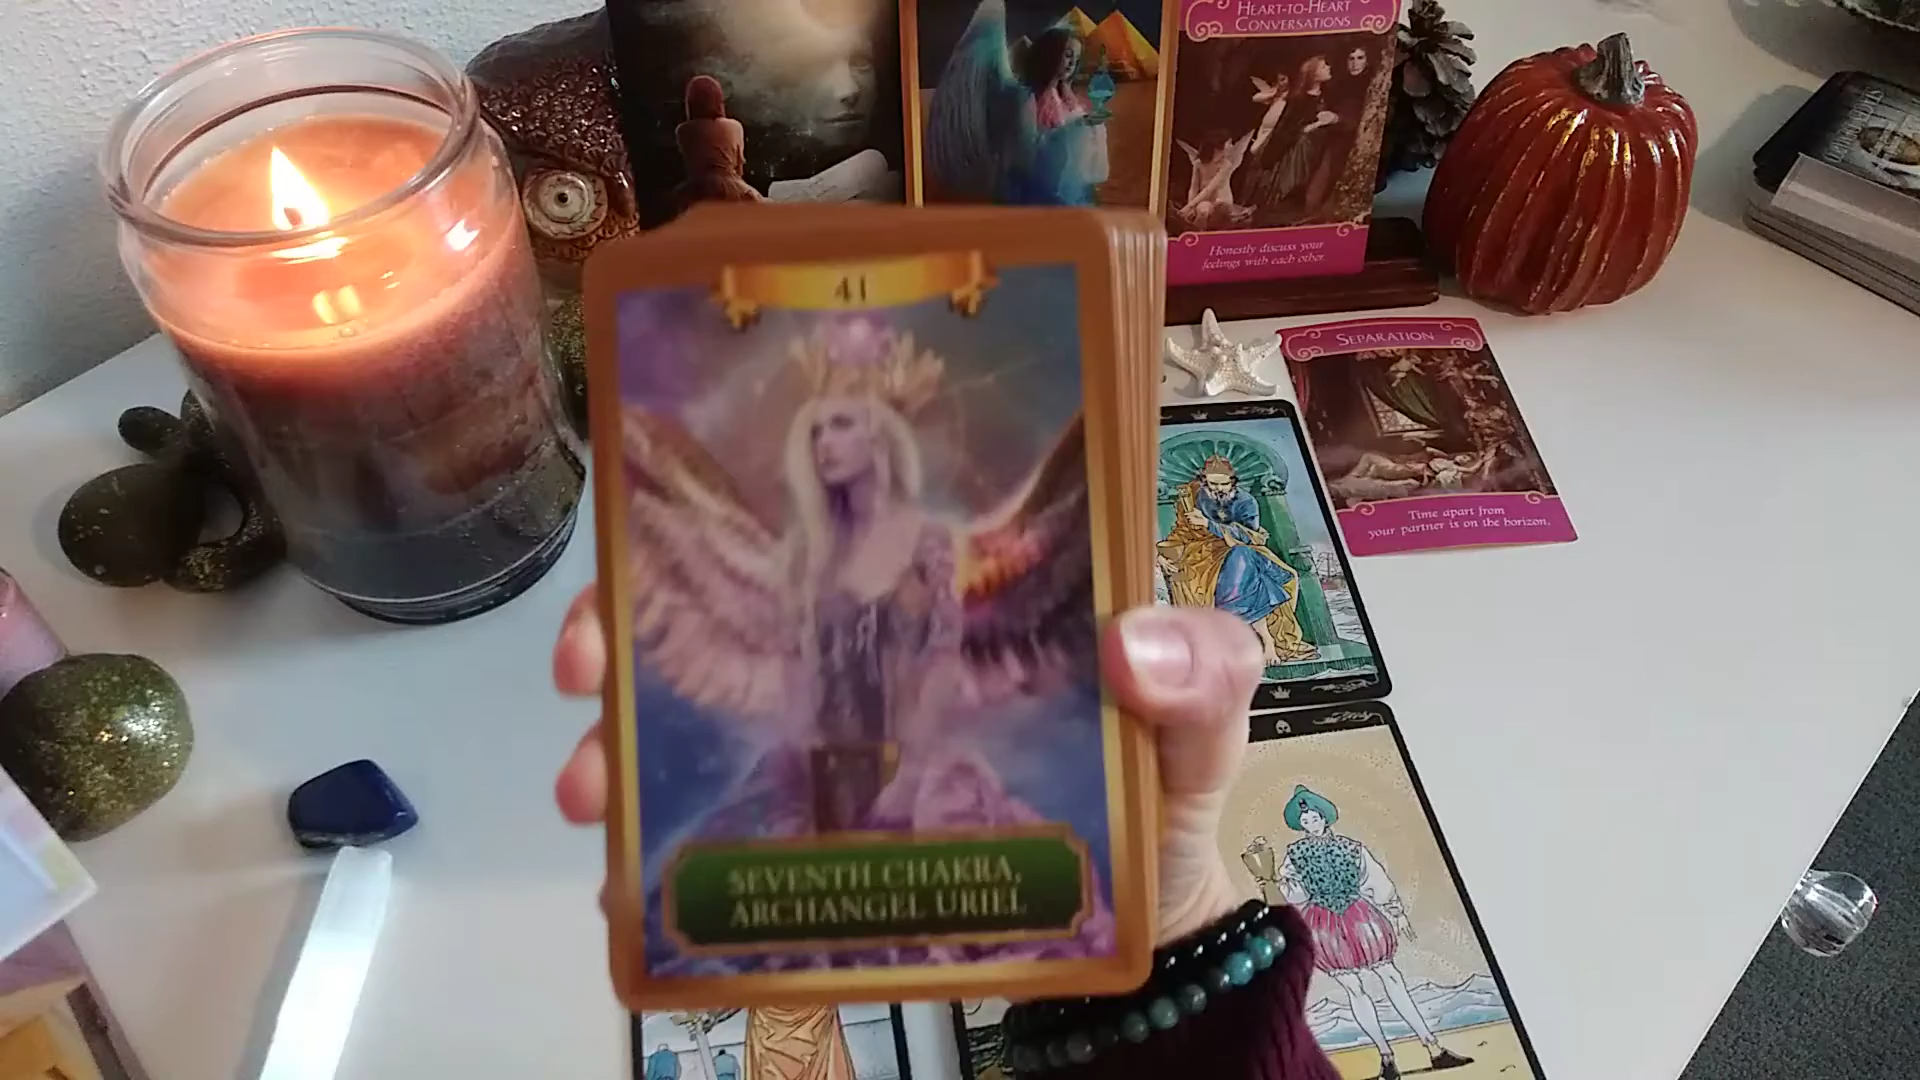 HEART-TO-HEART
CONVERSATIONS
Honestly discuss your
feelings with each other.
41
SEPARATION
Time apart from
your partner is on the horizon.
SEVENTH CHAKRA,
ARCHANGEL URIEL